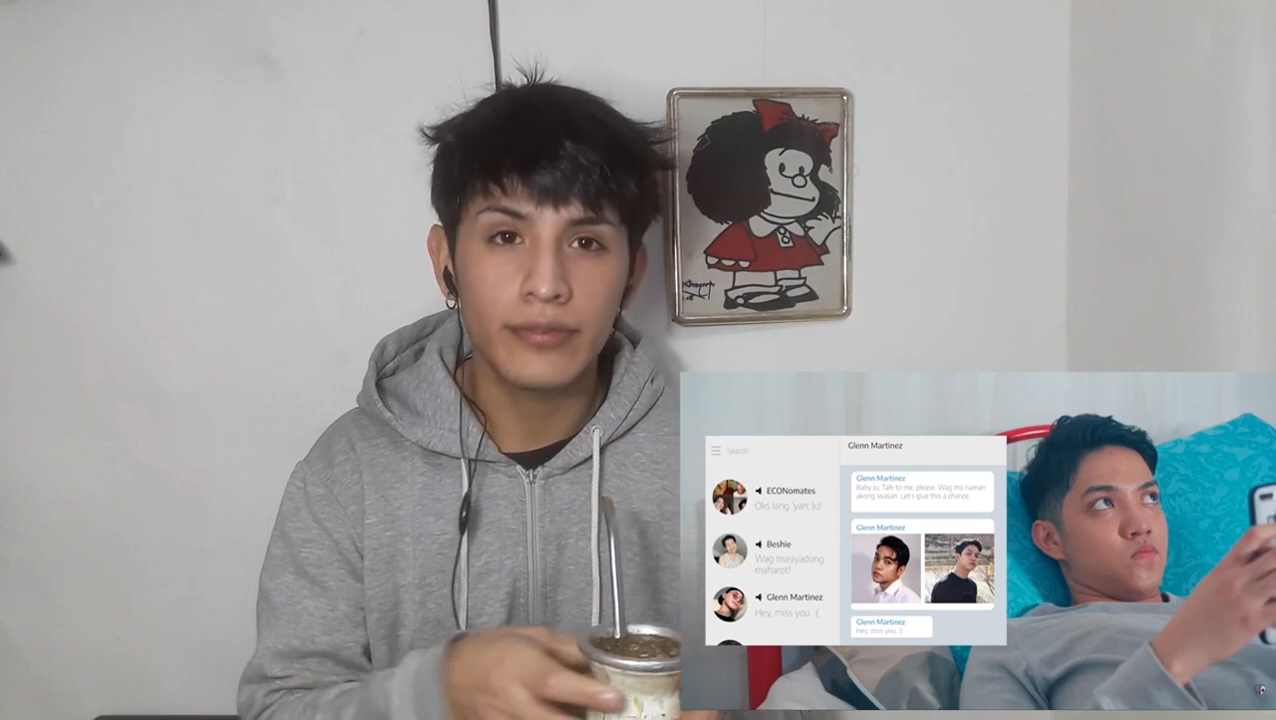 Search
ECONomates
Oks lang 'yan, Ju!
Beshie
Wag masiyadong
maharot!
Glenn Martinez
Hey, miss you. :(
Glenn Martinez
Glenn Martinez
Baby Ju. Talk to me, please. Wag mo naman
akong iwasan. Let's give this a chance.
Glenn Martinez
Glenn Martinez
Hey, miss you. :(